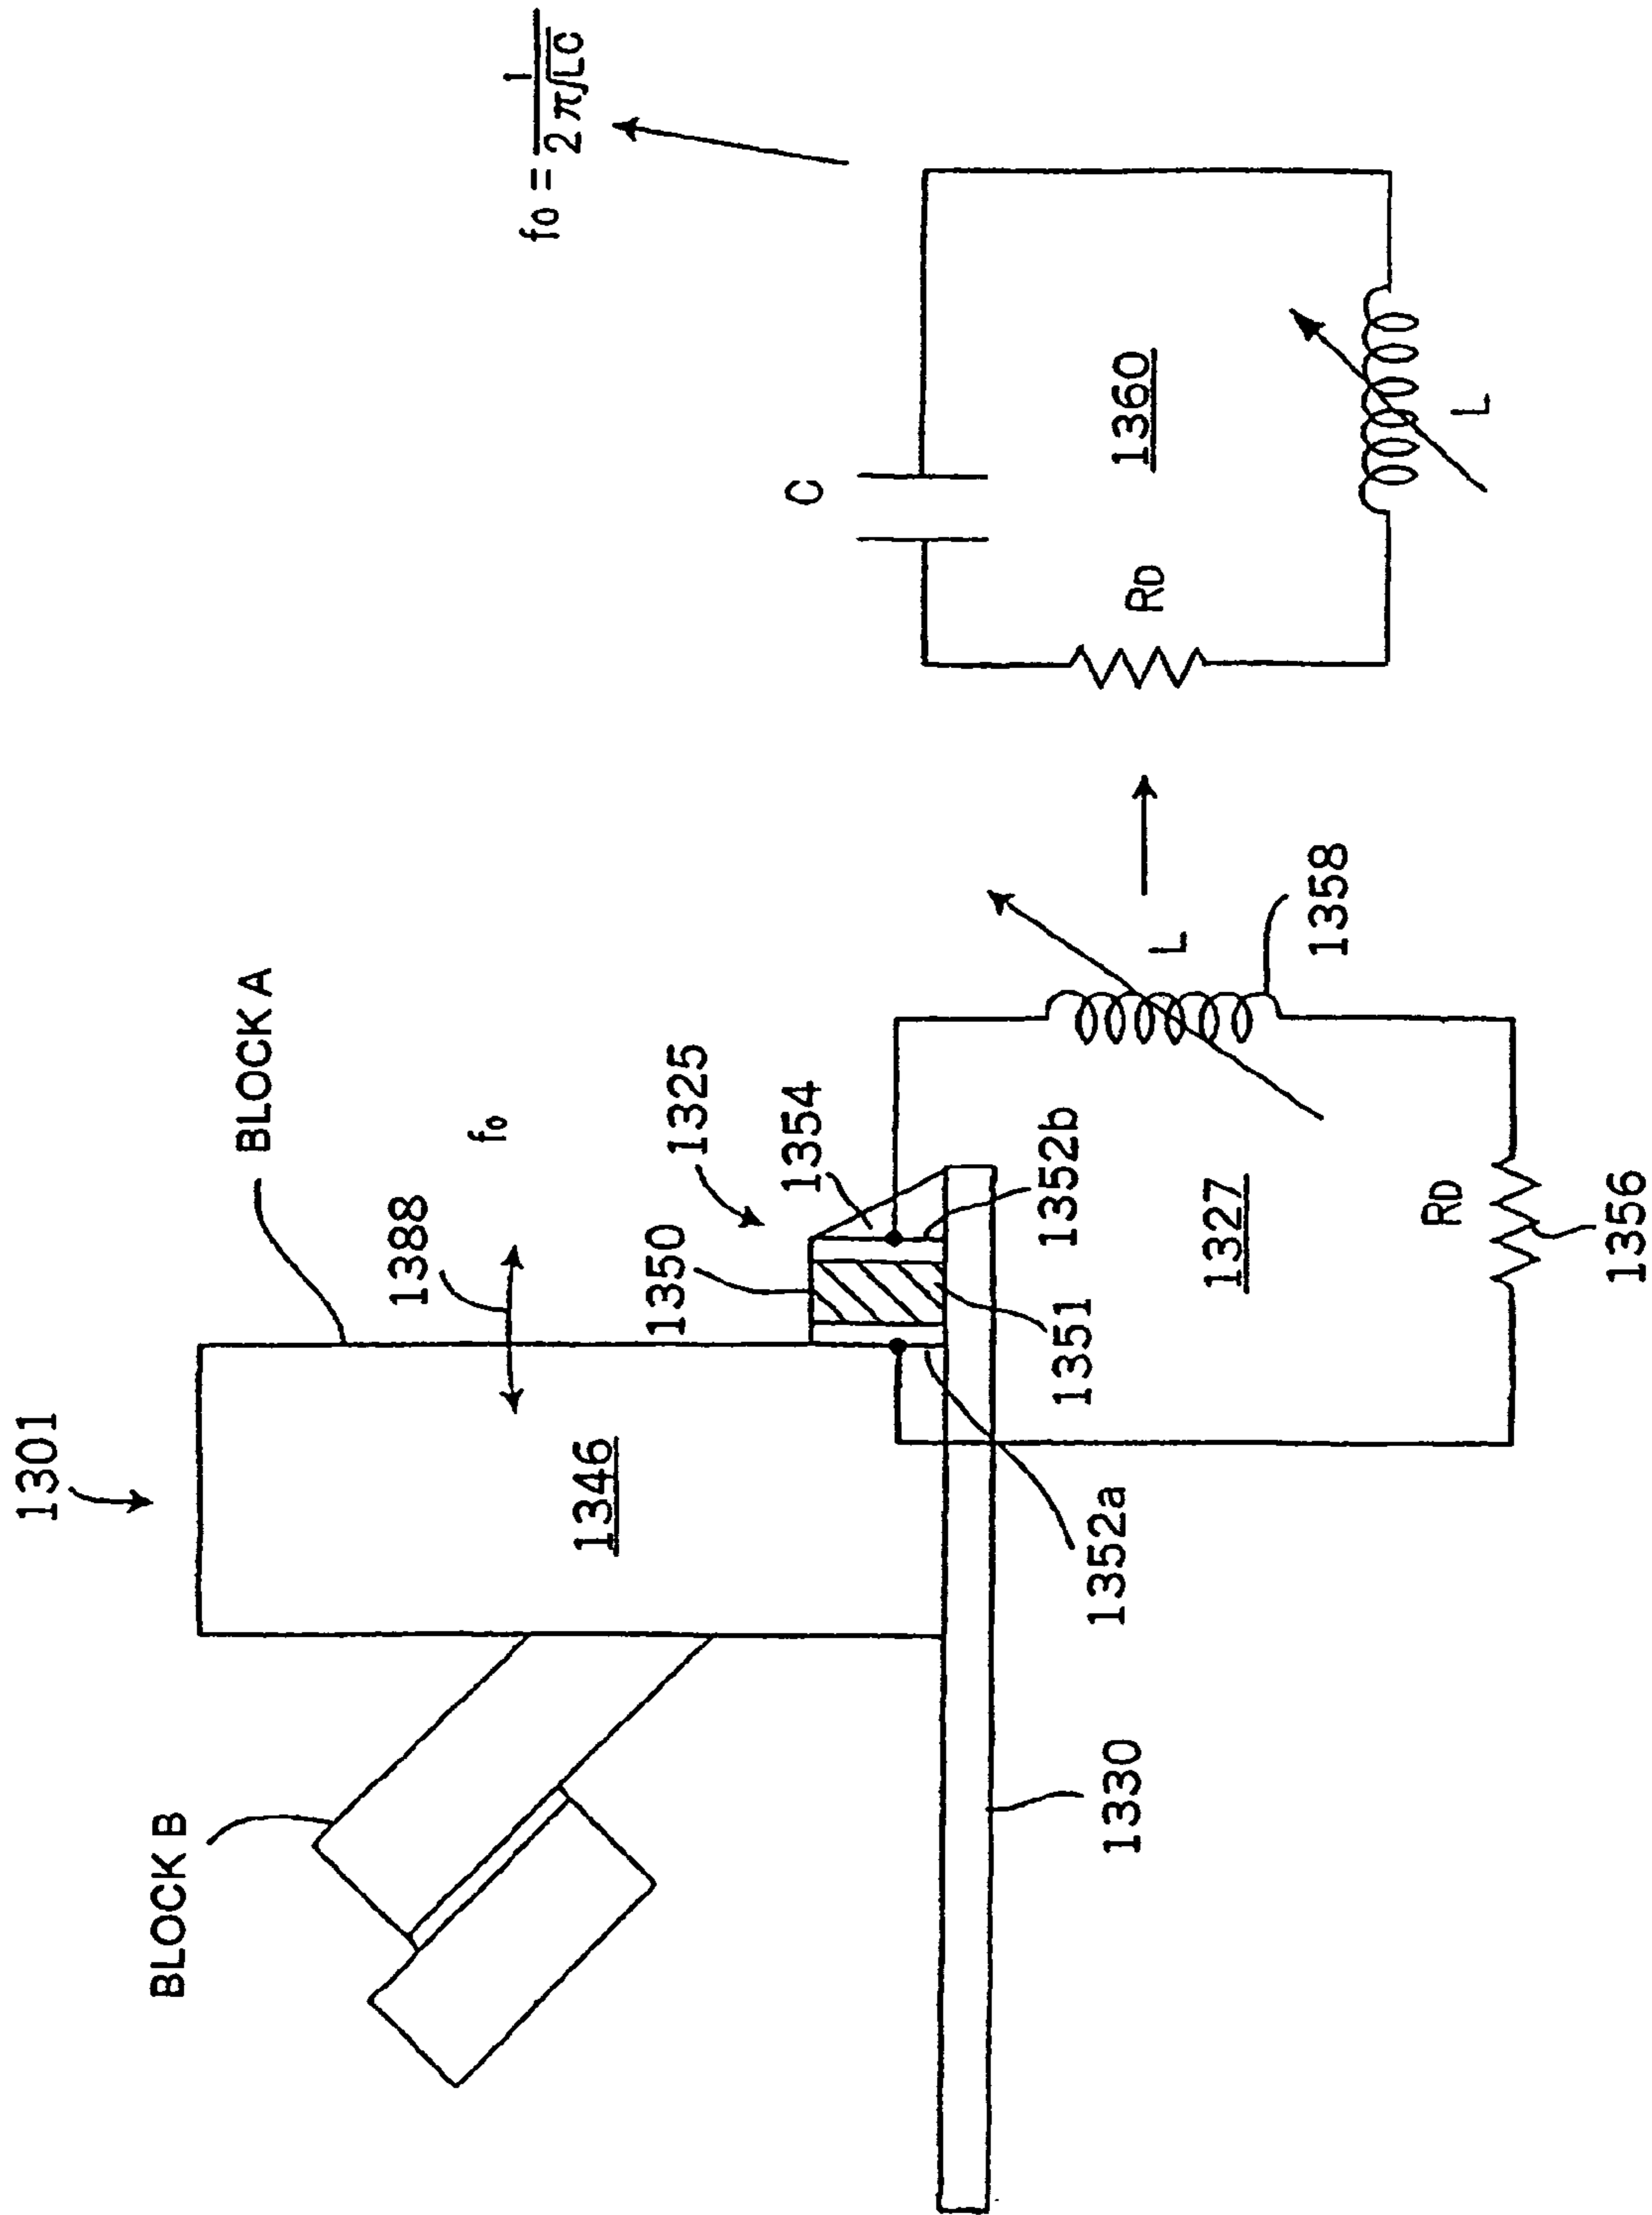 1301
BLOCK A
BLOCK B
1388
f0
1346
1350
1325
1354
1352b
1351
1352a
1330
1327
L
1358
RD
1356
C
RD
1360
L
f0 = 1
2π√LC